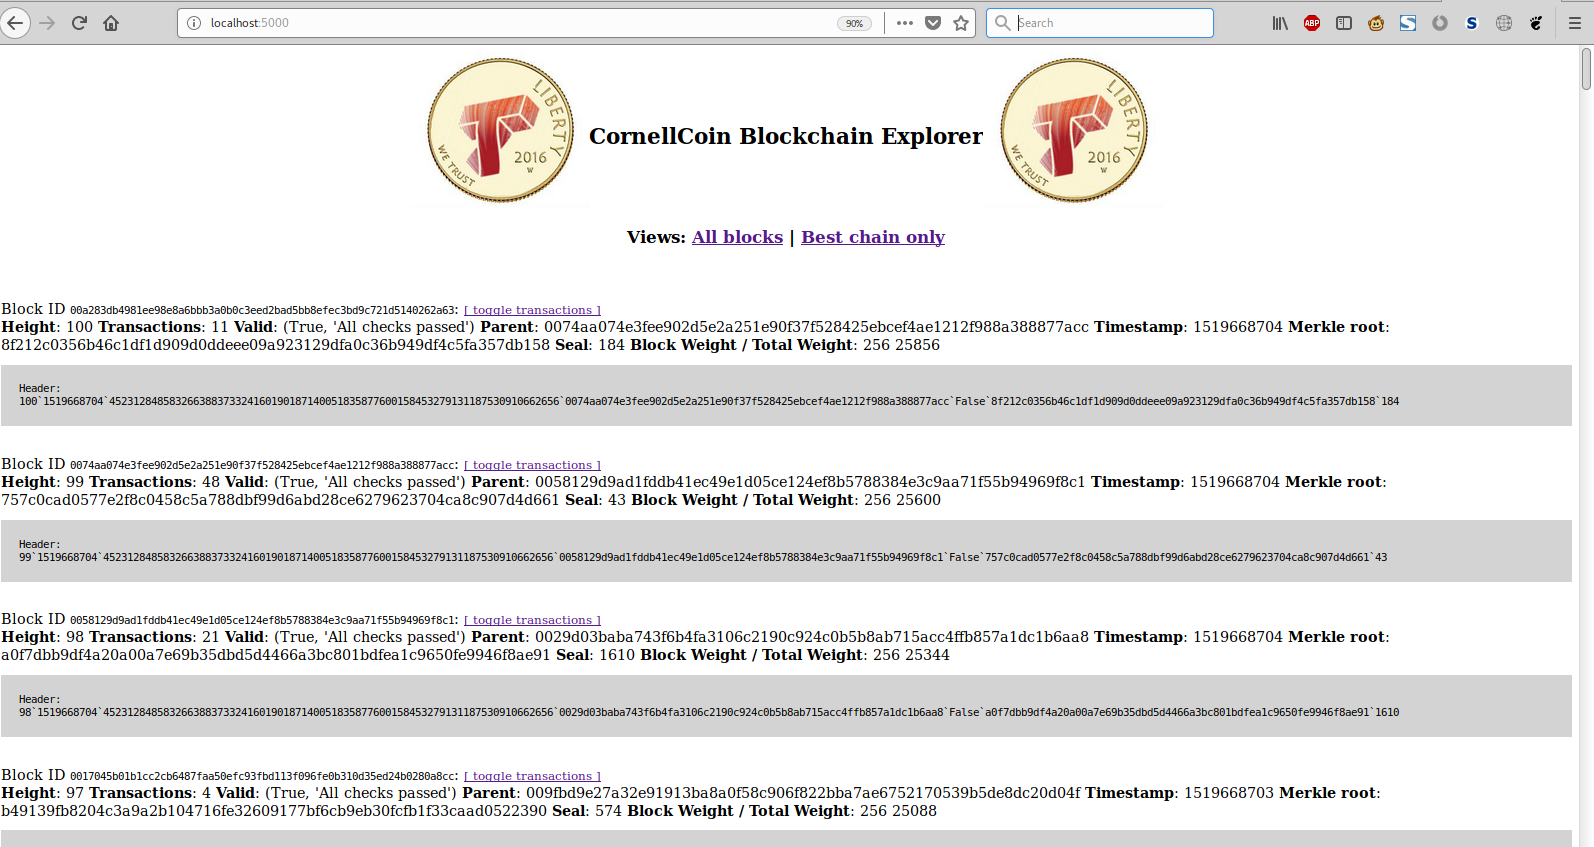 localhost:5000
90%
Search
ABP
S
S
LIBERTY
WE TRUST
2016
W
CornellCoin Blockchain Explorer
LIBERTY
WE TRUST
2016
W
Views: All blocks | Best chain only
Block ID 00a283db4981ee98e8a6bbb3a0b0c3eed2bad5bb8efec3bd9c721d5140262a63: [ toggle transactions ]
Height: 100 Transactions: 11 Valid: (True, 'All checks passed') Parent: 0074aa074e3fee902d5e2a251e90f37f528425ebcef4ae1212f988a388877acc Timestamp: 1519668704 Merkle root:
8f212c0356b46c1df1d909d0ddeee09a923129dfa0c36b949df4c5fa357db158 Seal: 184 Block Weight / Total Weight: 256 25856
Header:
100`1519668704`452312848583266388373324160190187140051835877600158453279131187530910662656`0074aa074e3fee902d5e2a251e90f37f528425ebcef4ae1212f988a388877acc`False`8f212c0356b46c1df1d909d0ddeee09a923129dfa0c36b949df4c5fa357db158`184
Block ID 0074aa074e3fee902d5e2a251e90f37f528425ebcef4ae1212f988a388877acc: [ toggle transactions ]
Height: 99 Transactions: 48 Valid: (True, 'All checks passed') Parent: 0058129d9ad1fddb41ec49e1d05ce124ef8b5788384e3c9aa71f55b94969f8c1 Timestamp: 1519668704 Merkle root:
757c0cad0577e2f8c0458c5a788dbf99d6abd28ce6279623704ca8c907d4d661 Seal: 43 Block Weight / Total Weight: 256 25600
Header:
99`1519668704`452312848583266388373324160190187140051835877600158453279131187530910662656`0058129d9ad1fddb41ec49e1d05ce124ef8b5788384e3c9aa71f55b94969f8c1`False`757c0cad0577e2f8c0458c5a788dbf99d6abd28ce6279623704ca8c907d4d661`43
Block ID 0058129d9ad1fddb41ec49e1d05ce124ef8b5788384e3c9aa71f55b94969f8c1: [ toggle transactions ]
Height: 98 Transactions: 21 Valid: (True, 'All checks passed') Parent: 0029d03baba743f6b4fa3106c2190c924c0b5b8ab715acc4ffb857a1dc1b6aa8 Timestamp: 1519668704 Merkle root:
a0f7dbb9df4a20a00a7e69b35dbd5d4466a3bc801bdfea1c9650fe9946f8ae91 Seal: 1610 Block Weight / Total Weight: 256 25344
Header:
98`1519668704`452312848583266388373324160190187140051835877600158453279131187530910662656`0029d03baba743f6b4fa3106c2190c924c0b5b8ab715acc4ffb857a1dc1b6aa8`False`a0f7dbb9df4a20a00a7e69b35dbd5d4466a3bc801bdfea1c9650fe9946f8ae91`1610
Block ID 0017045b01b1cc2cb6487faa50efc93fbd113f096fe0b310d35ed24b0280a8cc: [ toggle transactions ]
Height: 97 Transactions: 4 Valid: (True, 'All checks passed') Parent: 009fbd9e27a32e91913ba8a0f58c906f822bba7ae6752170539b5de8dc20d04f Timestamp: 1519668703 Merkle root:
b49139fb8204c3a9a2b104716fe32609177bf6cb9eb30fcfb1f33caad0522390 Seal: 574 Block Weight / Total Weight: 256 25088